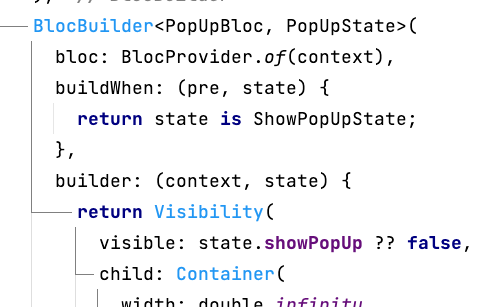 BlocBuilder<PopUpBloc, PopUpState>(
bloc: BlocProvider.of(context),
buildWhen: (pre, state) {
return state is ShowPopUpState;
},
builder: (context, state) {
return Visibility(
visible: state.showPopUp ?? false,
child: Container(
width: double.infinity,